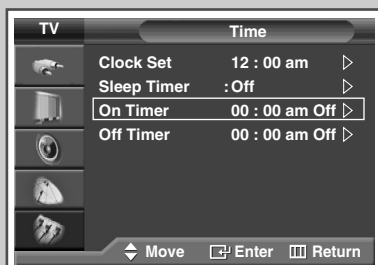 TV
Time
Clock Set 12 : 00 am
Sleep Timer : Off
On Timer 00 : 00 am Off
Off Timer 00 : 00 am Off
Move Enter Return